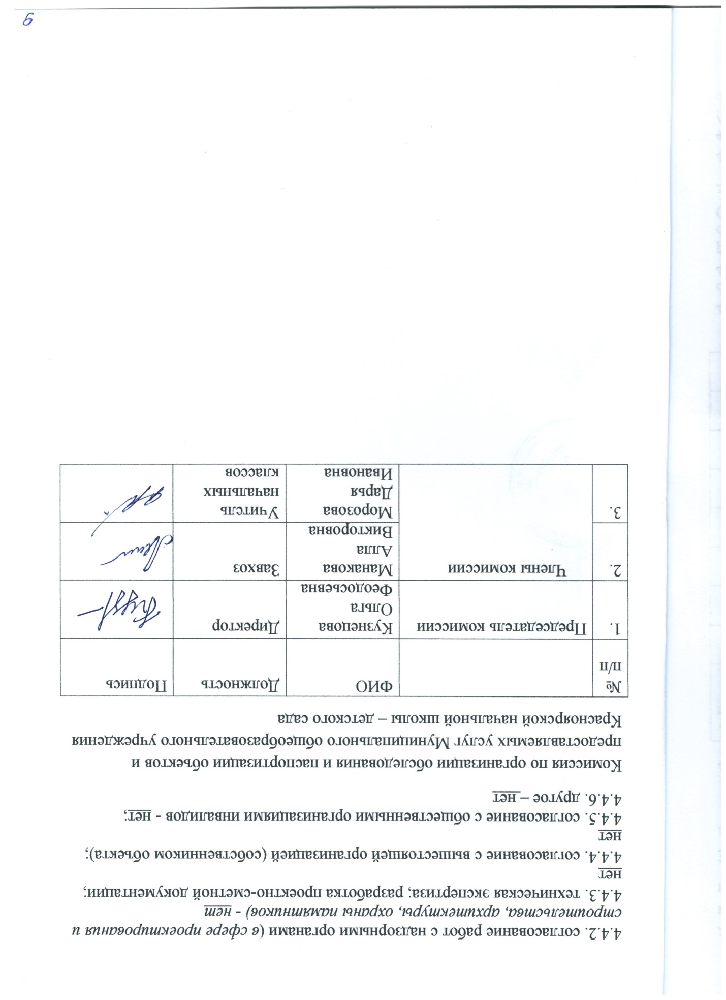 4.4.2. согласование работ с надзорными органами (в сфере проектирования и
строительства, архитектуры, охраны памятников) - нет
4.4.3. техническая экспертиза; разработка проектно-сметной документации;
нет
4.4.4. согласование с вышестоящей организацией (собственником объекта);
нет
4.4.5. согласование с общественными организациями инвалидов - нет;
4.4.6. другое – нет
Комиссия по организации обследования и паспортизации объектов и
предоставляемых услуг Муниципального общеобразовательного учреждения
Красноярской начальной школы – детского сада
№
п/п
ФИО
Должность
Подпись
1.
Председатель комиссии
Кузнецова
Ольга
Феодосьевна
Директор
2.
Члены комиссии
Манакова
Алла
Викторовна
Завхоз
3.
Морозова
Дарья
Ивановна
Учитель
начальных
классов